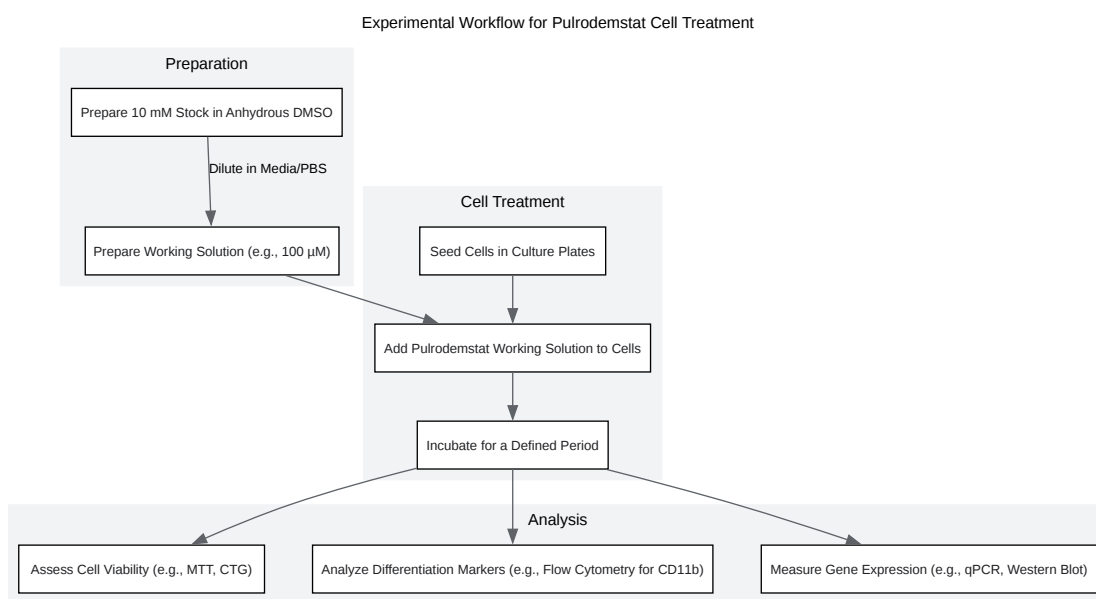 Experimental Workflow for Pulrodemstat Cell Treatment
Preparation
Prepare 10 mM Stock in Anhydrous DMSO
Dilute in Media/PBS
Prepare Working Solution (e.g., 100 µM)
Cell Treatment
Seed Cells in Culture Plates
Add Pulrodemstat Working Solution to Cells
Incubate for a Defined Period
Analysis
Assess Cell Viability (e.g., MTT, CTG)
Analyze Differentiation Markers (e.g., Flow Cytometry for CD11b)
Measure Gene Expression (e.g., qPCR, Western Blot)